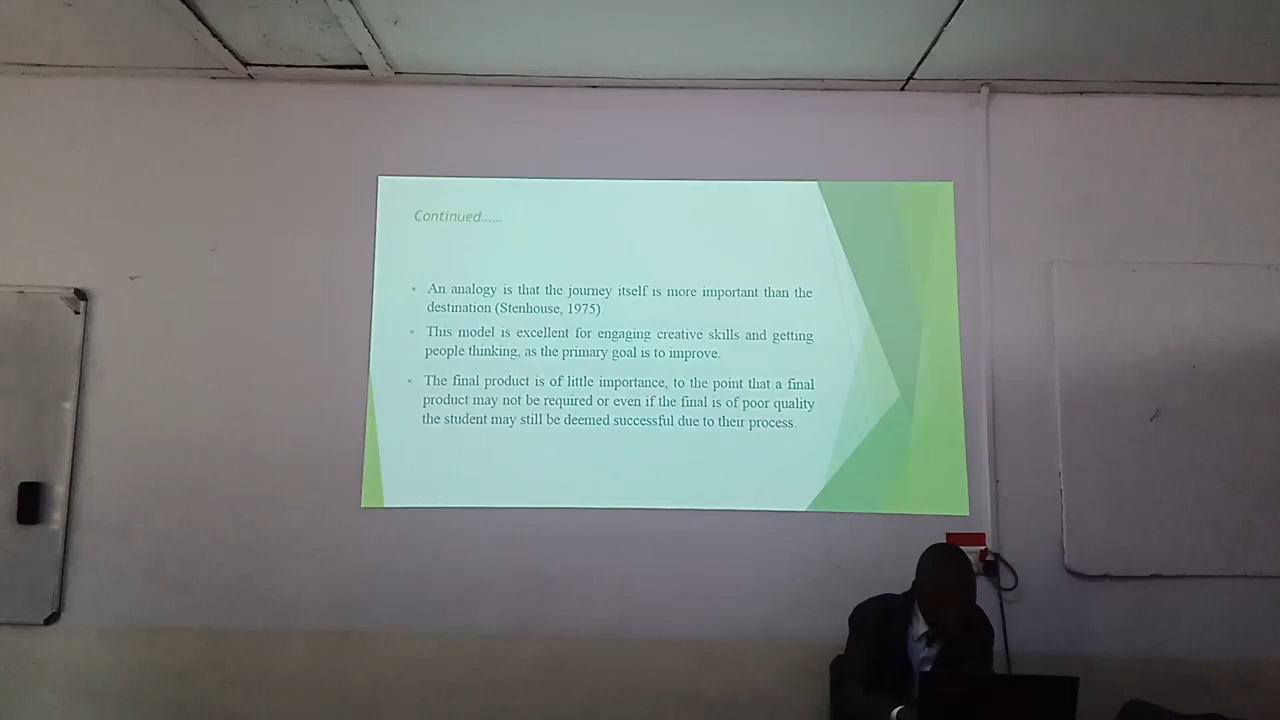 Continued......
An analogy is that the journey itself is more important than the
destination (Stenhouse, 1975).
This model is excellent for engaging creative skills and getting
people thinking, as the primary goal is to improve.
The final product is of little importance, to the point that a final
product may not be required or even if the final is of poor quality
the student may still be deemed successful due to their process.